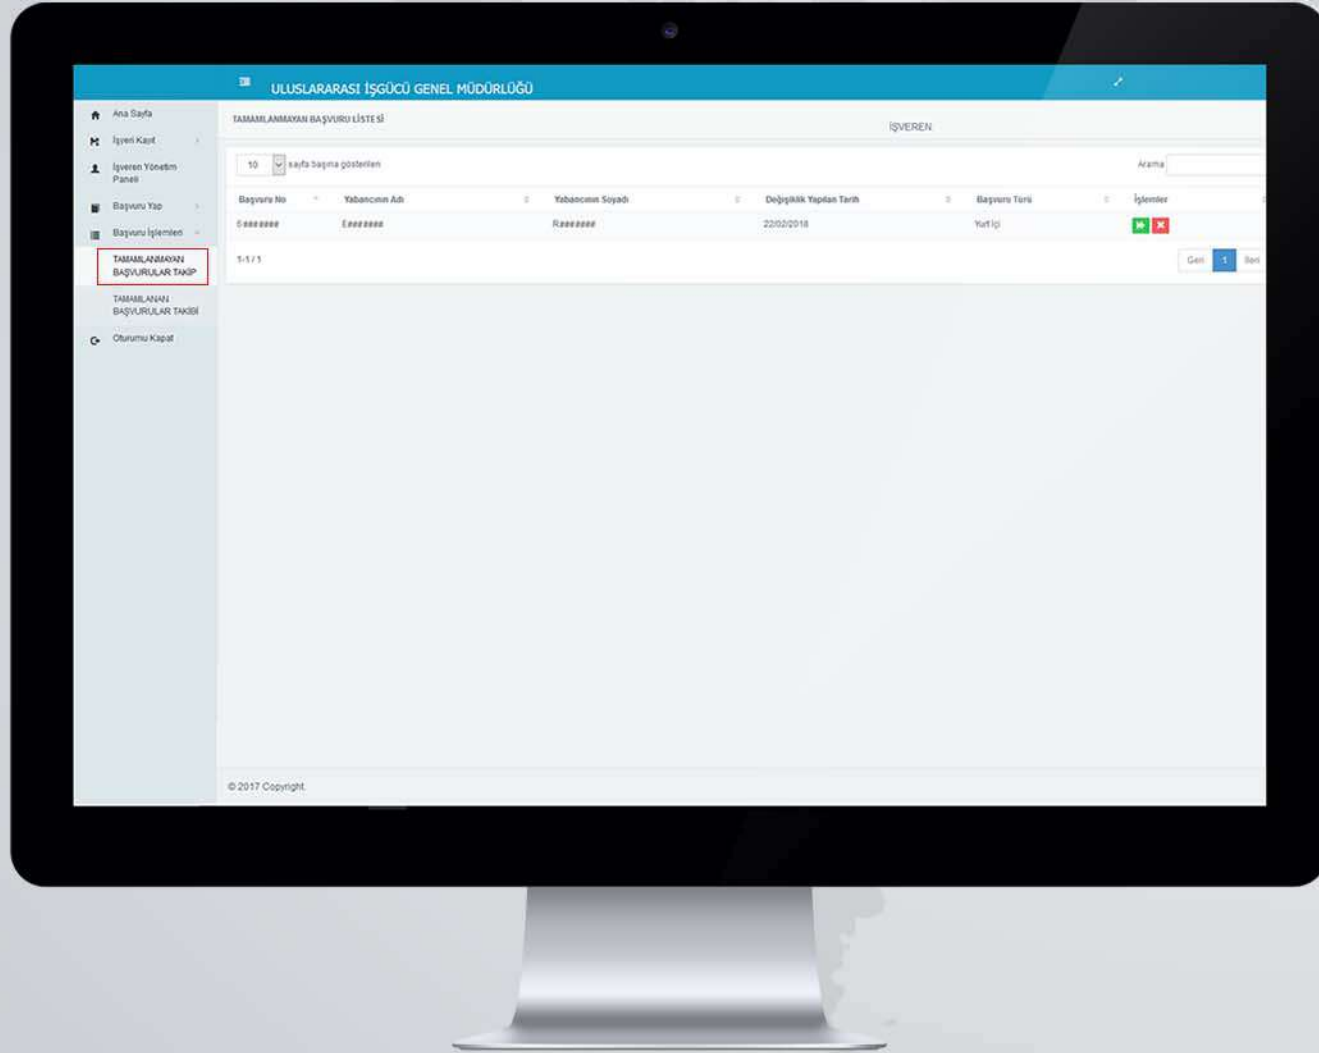 ULUSLARARASI İŞGÜCÜ GENEL MÜDÜRLÜĞÜ
Ana Sayfa
İşyeri Kayıt
İşveren Yönetim
Paneli
Başvuru Yap
Başvuru İşlemleri
TAMAMLANMAYAN
BAŞVURULAR TAKİP
TAMAMLANAN
BAŞVURULAR TAKİBİ
Oturumu Kapat
TAMAMLANMAYAN BAŞVURU LİSTESİ
İŞVEREN
10 sayfa başına gösterilen
Arama
Başvuru No Yabancının Adı Yabancının Soyadı Değişiklik Yapılan Tarih Başvuru Türü İşlemler
6####### E####### R####### 22/02/2018 Yurt İçi
1-1 / 1
Geri 1 İleri
© 2017 Copyright.